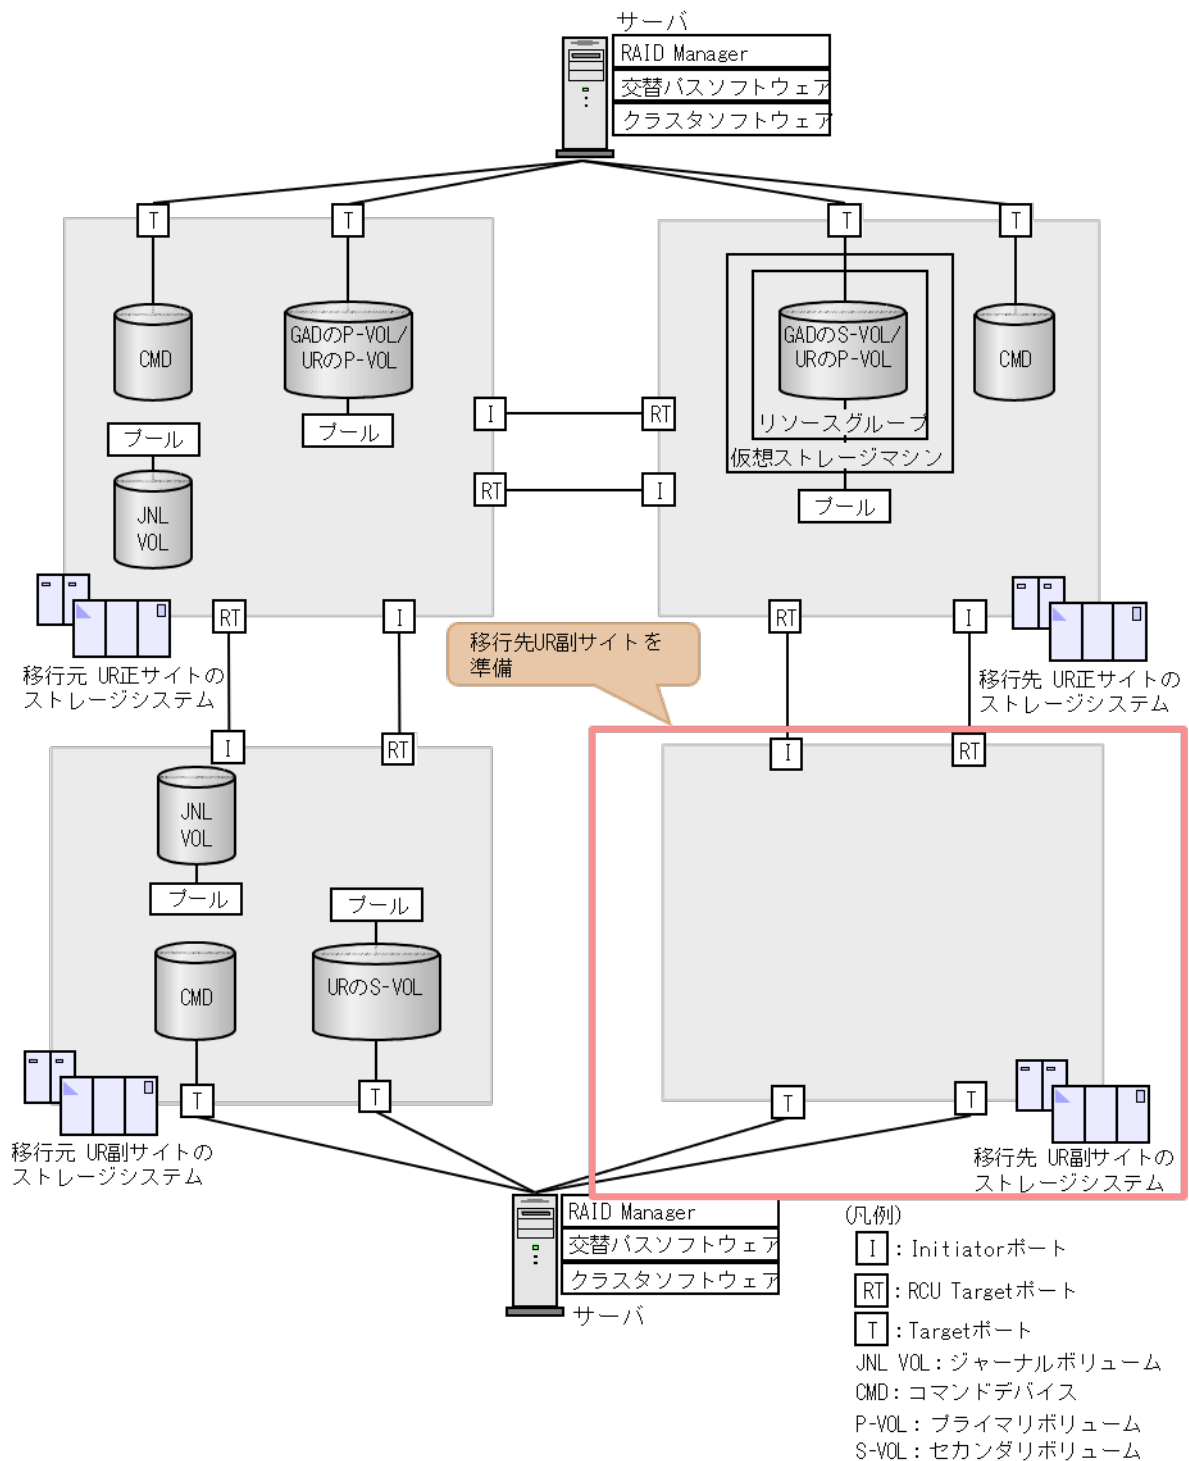 サーバ
RAID Manager
交替パスソフトウェア
クラスタソフトウェア
T
T
T
T
CMD
GADのP-VOL/
URのP-VOL
プール
プール
JNL
VOL
GADのS-VOL/
URのP-VOL
リソースグループ
仮想ストレージマシン
プール
CMD
I
RT
RT
I
RT
I
RT
I
移行元 UR正サイトの
ストレージシステム
移行先UR副サイトを
準備
移行先 UR正サイトの
ストレージシステム
I
RT
I
RT
JNL
VOL
プール
プール
CMD
URのS-VOL
T
T
T
T
移行元 UR副サイトの
ストレージシステム
移行先 UR副サイトの
ストレージシステム
RAID Manager
交替パスソフトウェア
クラスタソフトウェア
サーバ
(凡例)
I：Initiatorポート
RT：RCU Targetポート
T：Targetポート
JNL VOL：ジャーナルボリューム
CMD：コマンドデバイス
P-VOL：プライマリボリューム
S-VOL：セカンダリボリューム